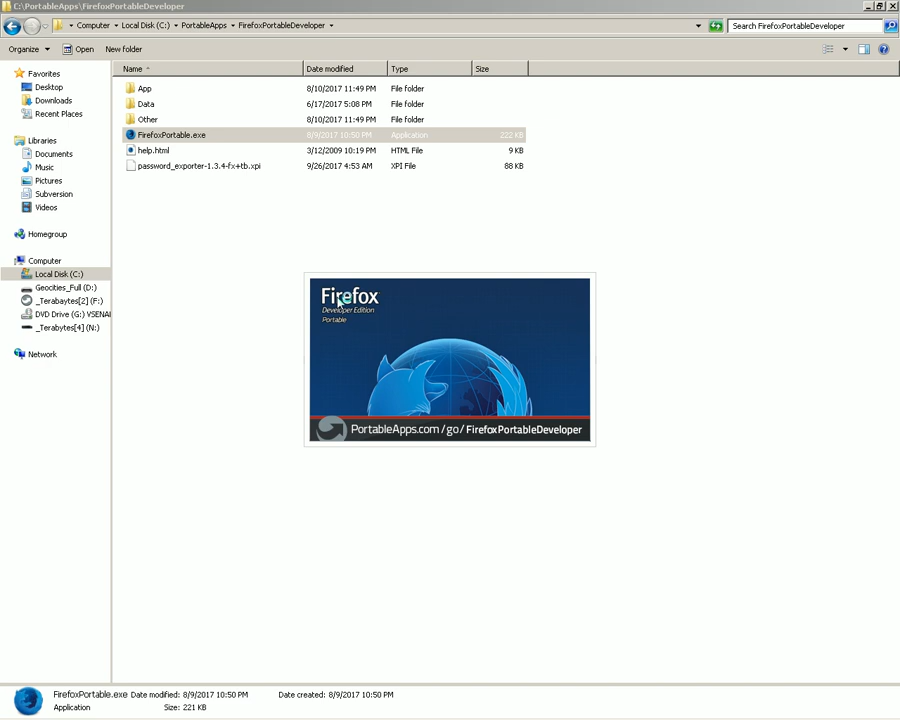 C:\PortableApps\FirefoxPortableDeveloper
Computer Local Disk (C:) PortableApps FirefoxPortableDeveloper
Search FirefoxPortableDeveloper
Organize Open New folder
Name Date modified Type Size
Favorites
Desktop
Downloads
Recent Places
Libraries
Documents
Music
Pictures
Subversion
Videos
Homegroup
Computer
Local Disk (C:)
Geocities_Full (D:)
_Terabytes[2] (F:)
DVD Drive (G:) VSENA
_Terabytes[4] (N:)
Network
App 8/10/2017 11:49 PM File folder
Data 6/17/2017 5:08 PM File folder
Other 8/10/2017 11:49 PM File folder
FirefoxPortable.exe 8/9/2017 10:50 PM Application 222 KB
help.html 3/12/2009 10:19 PM HTML File 9 KB
password_exporter-1.3.4-fx+tb.xpi 9/26/2017 4:53 AM XPI File 88 KB
Firefox
Developer Edition
Portable
PortableApps.com/go/FirefoxPortableDeveloper
FirefoxPortable.exe Date modified: 8/9/2017 10:50 PM Date created: 8/9/2017 10:50 PM
Application Size: 221 KB